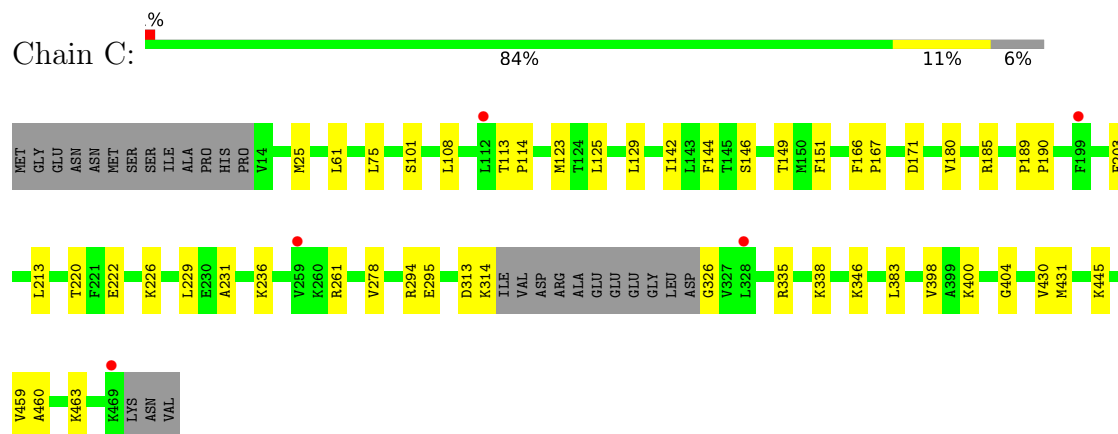 %
Chain C:
84% 11% 6%
MET GLY GLU ASN ASN MET SER SER ILE ALA PRO HIS PRO V14 M25 L61 L75 S101 L108 L112 T113 P114 M123 T124 L125 L129 I142 L143 F144 T145 S146 T149 M150 F151 F166 P167 D171 V180 R185 P189 P190 F199
L213 T220 F221 E222 K226 L229 E230 A231 K236 V259 K260 R261 V278 R294 E295 D313 K314 ILE VAL ASP ARG ALA GLU GLU GLU GLY LEU ASP G326 V327 L328 R335 K338 K346 L383 V398 A399 K400 G404 V430 M431 K445
V459 A460 K463 K469 LYS ASN VAL